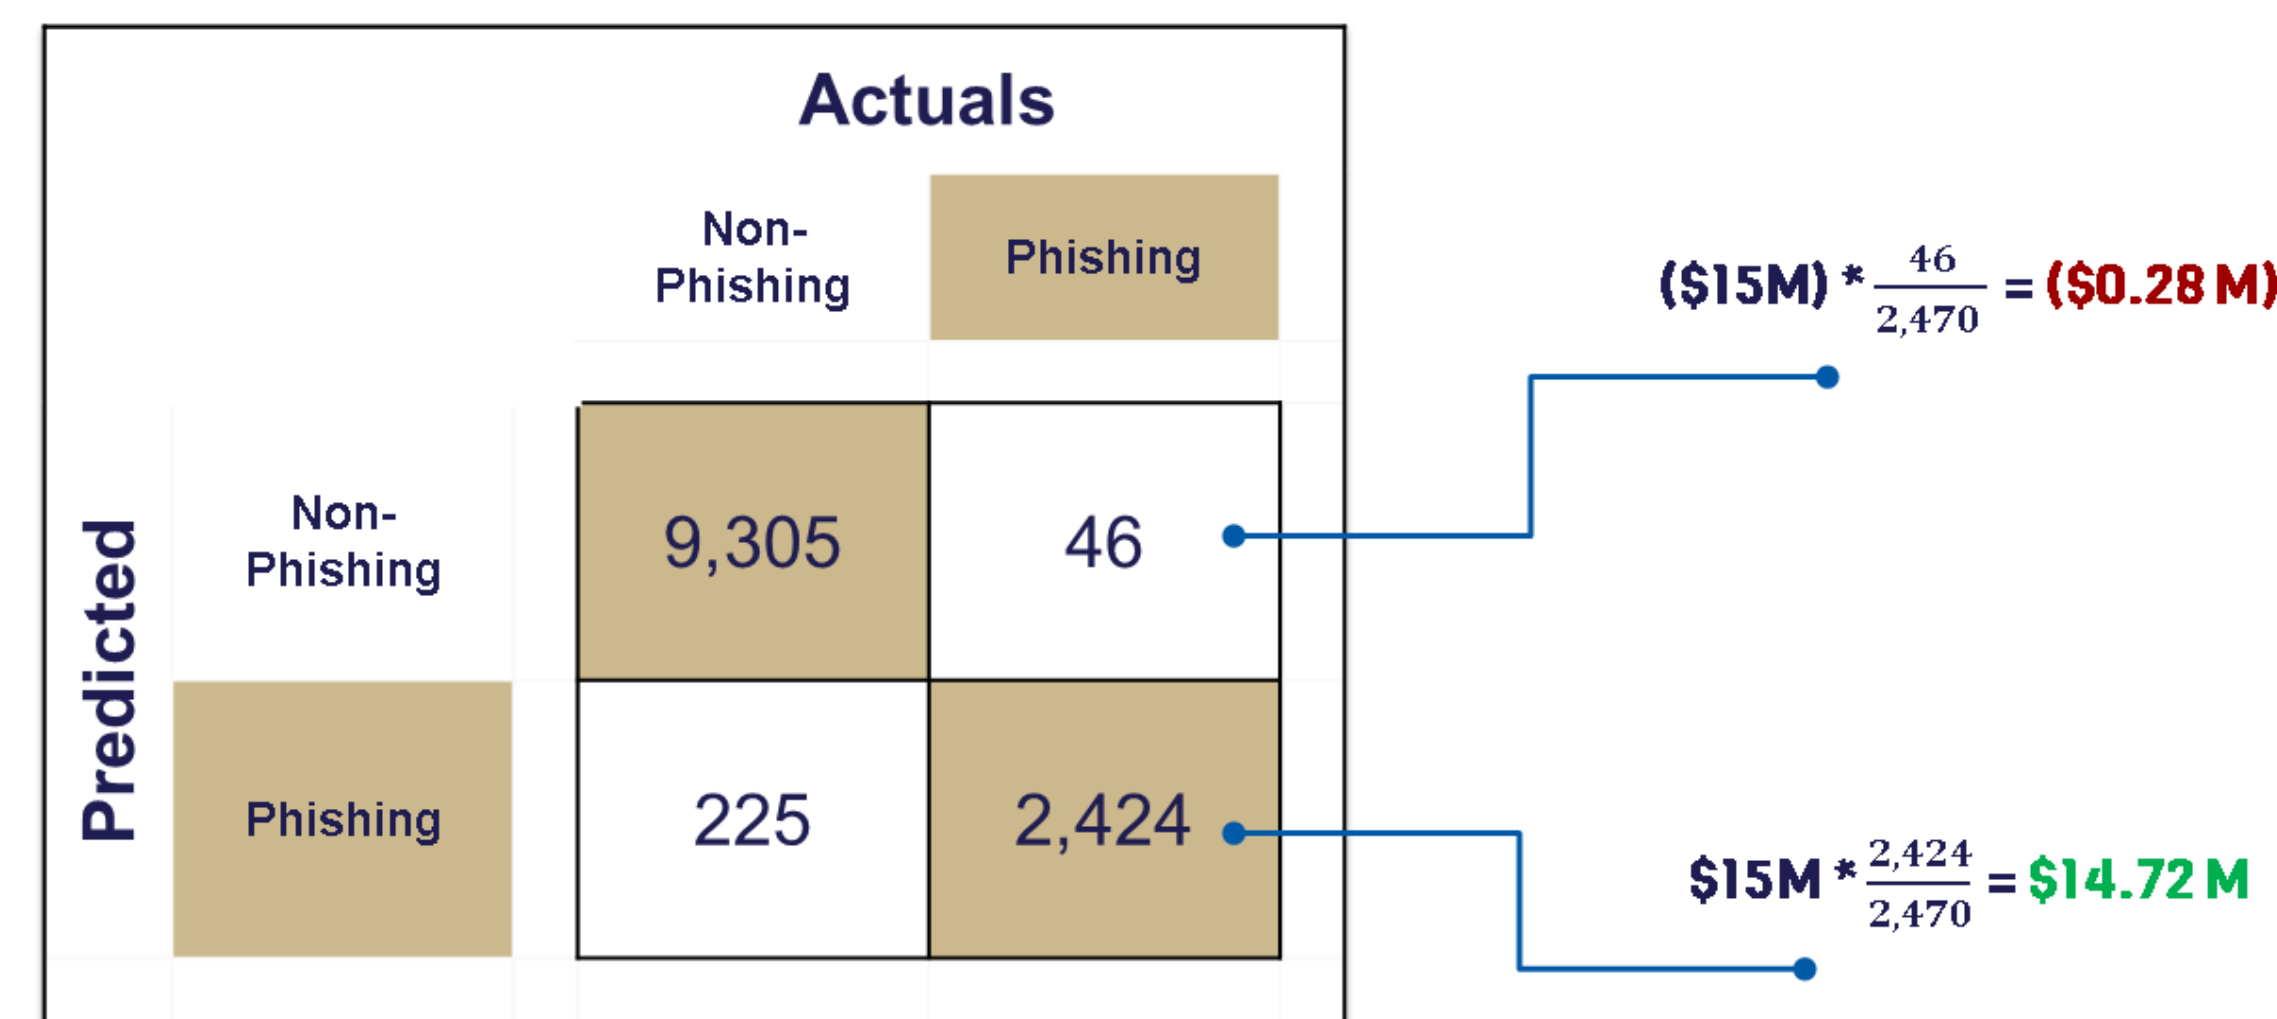 Actuals
Non-
Phishing
Phishing
($15M) * 46/2,470 = ($0.28 M)
Predicted
Non-
Phishing
9,305
46
Phishing
225
2,424
$15M * 2,424/2,470 = $14.72 M